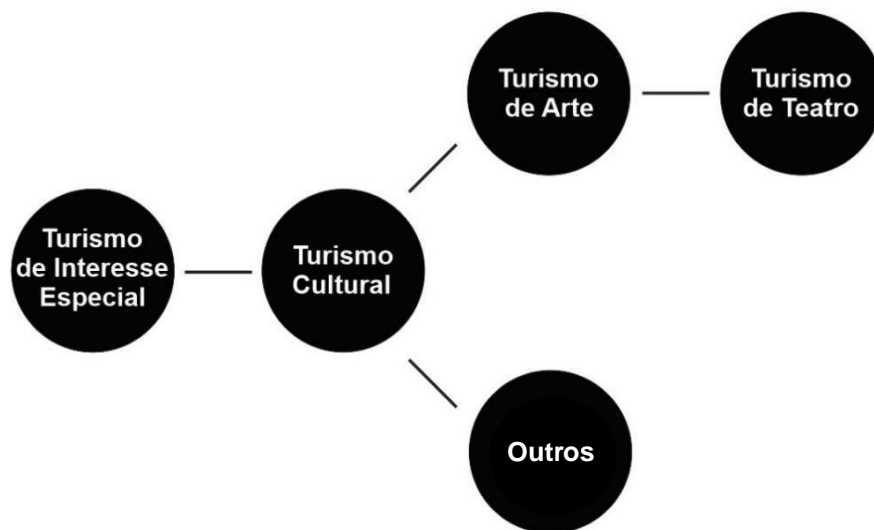 Turismo
de Arte
Turismo
de Teatro
Turismo
de Interesse
Especial
Turismo
Cultural
Outros